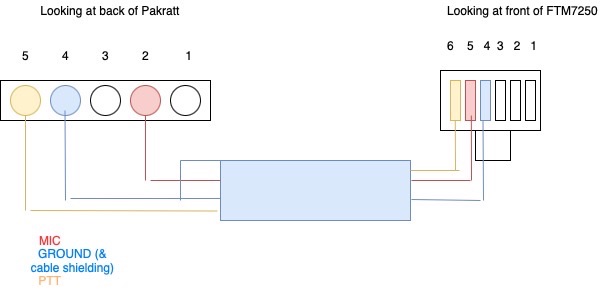 Looking at back of Pakratt
Looking at front of FTM7250
5 4 3 2 1
6 5 4 3 2 1
MIC
GROUND (&
cable shielding)
PTT